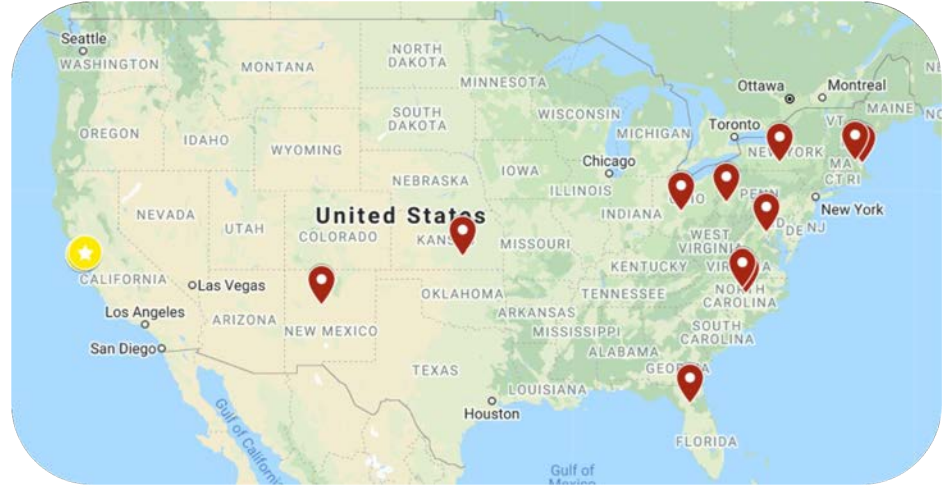 Seattle
WASHINGTON
MONTANA
NORTH
DAKOTA
MINNESOTA
Ottawa
Montreal
MAINE
VT
OREGON
IDAHO
SOUTH
DAKOTA
WISCONSIN
MICHIGAN
Toronto
WYOMING
Chicago
MA
CT RI
NEBRASKA
IOWA
ILLINOIS
New York
NEVADA
UTAH
United States
COLORADO
MISSOURI
INDIANA
WEST
VIRGINIA
DE NJ
CALIFORNIA
Las Vegas
KENTUCKY
Los Angeles
ARIZONA
NEW MEXICO
OKLAHOMA
ARKANSAS
TENNESSEE
NORTH
CAROLINA
San Diego
MISSISSIPPI
SOUTH
CAROLINA
ALABAMA
TEXAS
LOUISIANA
Houston
FLORIDA
Gulf of California
Gulf of